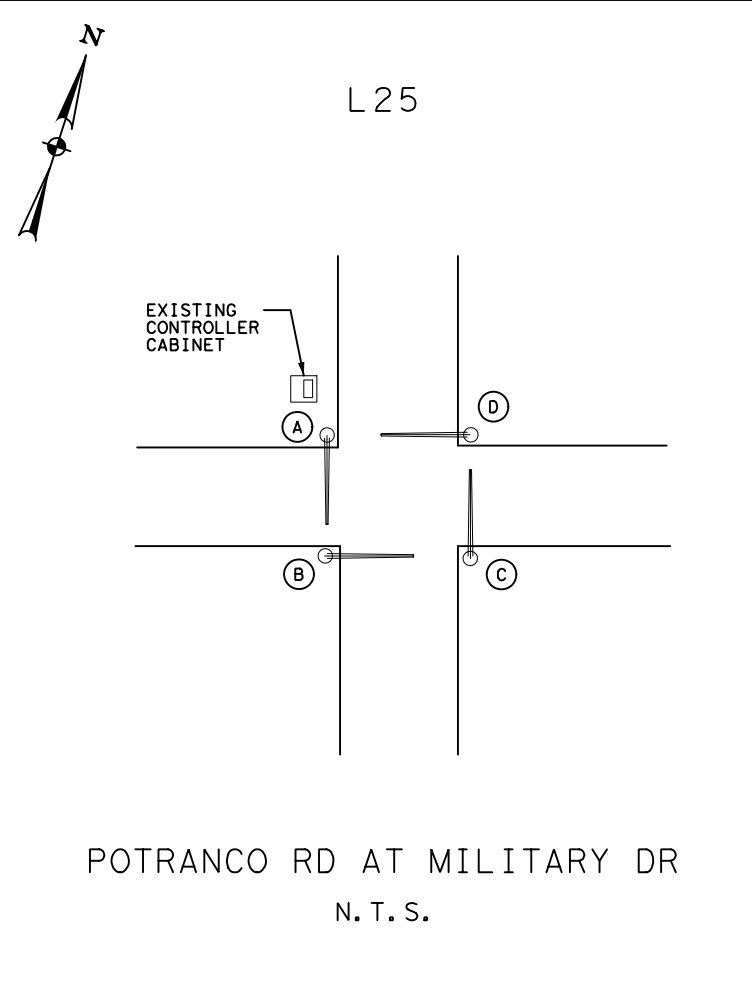 N
L25
EXISTING
CONTROLLER
CABINET
A
D
B
C
POTRANCO RD AT MILITARY DR
N.T.S.